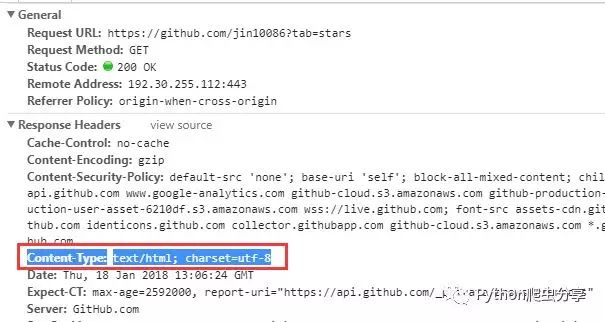 General
Request URL: https://github.com/jin10086?tab=stars
Request Method: GET
Status Code: 200 OK
Remote Address: 192.30.255.112:443
Referrer Policy: origin-when-cross-origin
Response Headers view source
Cache-Control: no-cache
Content-Encoding: gzip
Content-Security-Policy: default-src 'none'; base-uri 'self'; block-all-mixed-content; chil
api.github.com www.google-analytics.com github-cloud.s3.amazonaws.com github-production-
uction-user-asset-6210df.s3.amazonaws.com wss://live.github.com; font-src assets-cdn.git
thub.com identicons.github.com collector.githubapp.com github-cloud.s3.amazonaws.com *.g
hub.com
Content-Type: text/html; charset=utf-8
Date: Thu, 18 Jan 2018 13:06:24 GMT
Expect-CT: max-age=2592000, report-uri="https://api.github.com/_p
Server: GitHub.com
Python爬虫分享